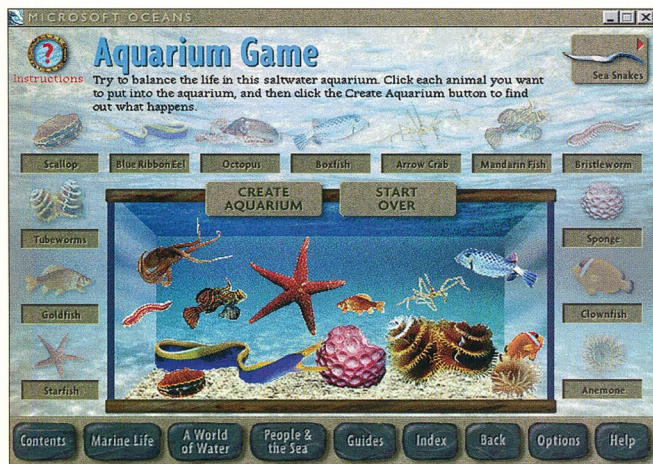 MICROSOFT OCEANS
Aquarium Game
Instructions
Try to balance the life in this saltwater aquarium. Click each animal you want
to put into the aquarium, and then click the Create Aquarium button to find
out what happens.
Sea Snakes
Scallop
Blue Ribbon Eel
Octopus
Boxfish
Arrow Crab
Mandarin Fish
Bristleworm
CREATE
AQUARIUM
START
OVER
Tubeworms
Sponge
Goldfish
Clownfish
Starfish
Anemone
Contents
Marine Life
A World
of Water
People &
the Sea
Guides
Index
Back
Options
Help